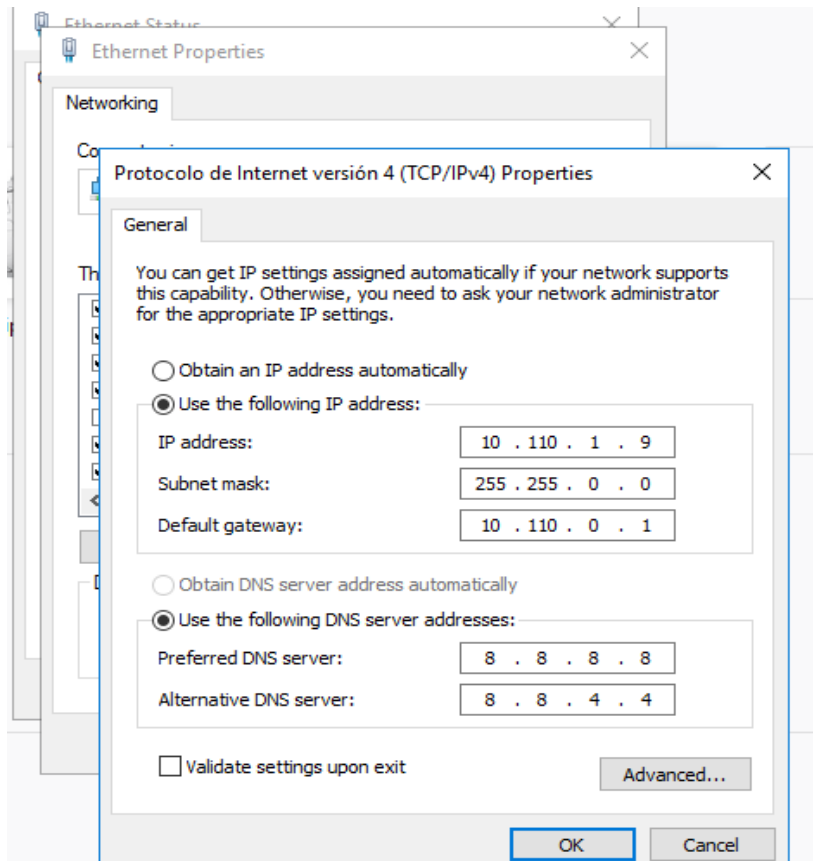 Ethernet Status
Ethernet Properties
Networking
Protocolo de Internet versión 4 (TCP/IPv4) Properties
General
You can get IP settings assigned automatically if your network supports
this capability. Otherwise, you need to ask your network administrator
for the appropriate IP settings.
Obtain an IP address automatically
Use the following IP address:
IP address: 10 . 110 . 1 . 9
Subnet mask: 255 . 255 . 0 . 0
Default gateway: 10 . 110 . 0 . 1
Obtain DNS server address automatically
Use the following DNS server addresses:
Preferred DNS server: 8 . 8 . 8 . 8
Alternative DNS server: 8 . 8 . 4 . 4
Validate settings upon exit
Advanced...
OK Cancel